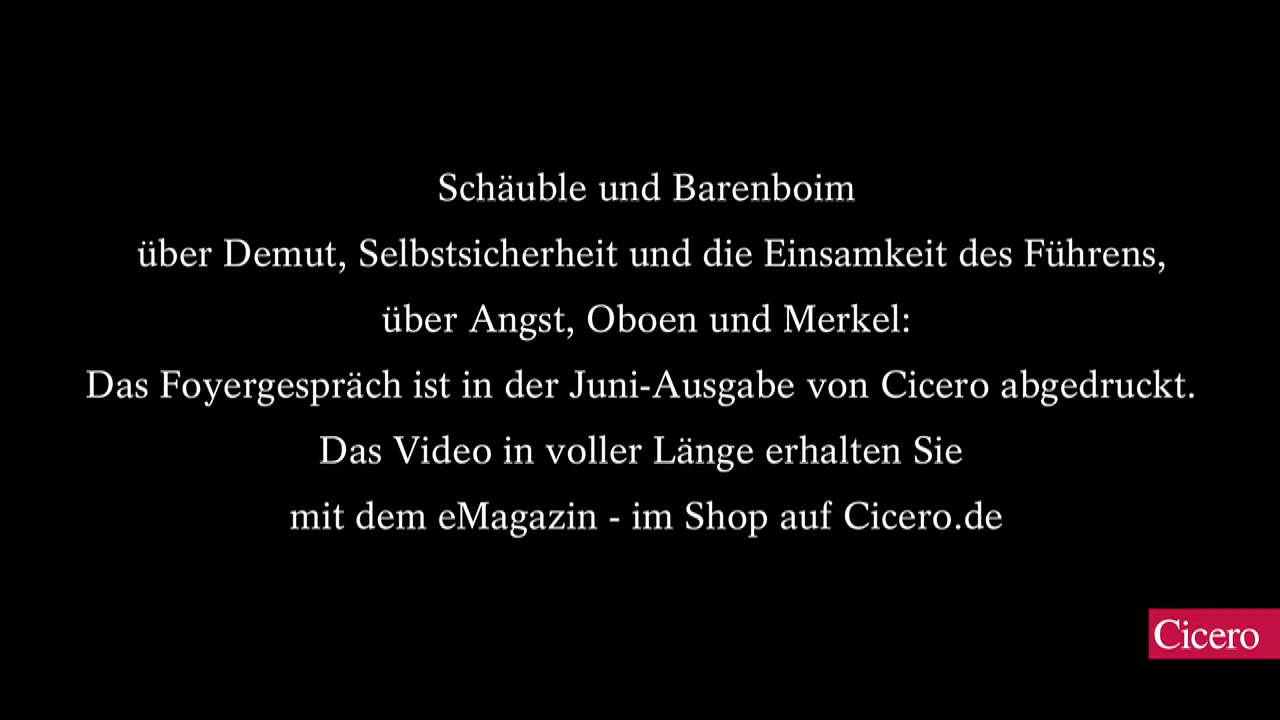 Schäuble und Barenboim
über Demut, Selbstsicherheit und die Einsamkeit des Führens,
über Angst, Oboen und Merkel:
Das Foyergespräch ist in der Juni-Ausgabe von Cicero abgedruckt.
Das Video in voller Länge erhalten Sie
mit dem eMagazin - im Shop auf Cicero.de
Cicero